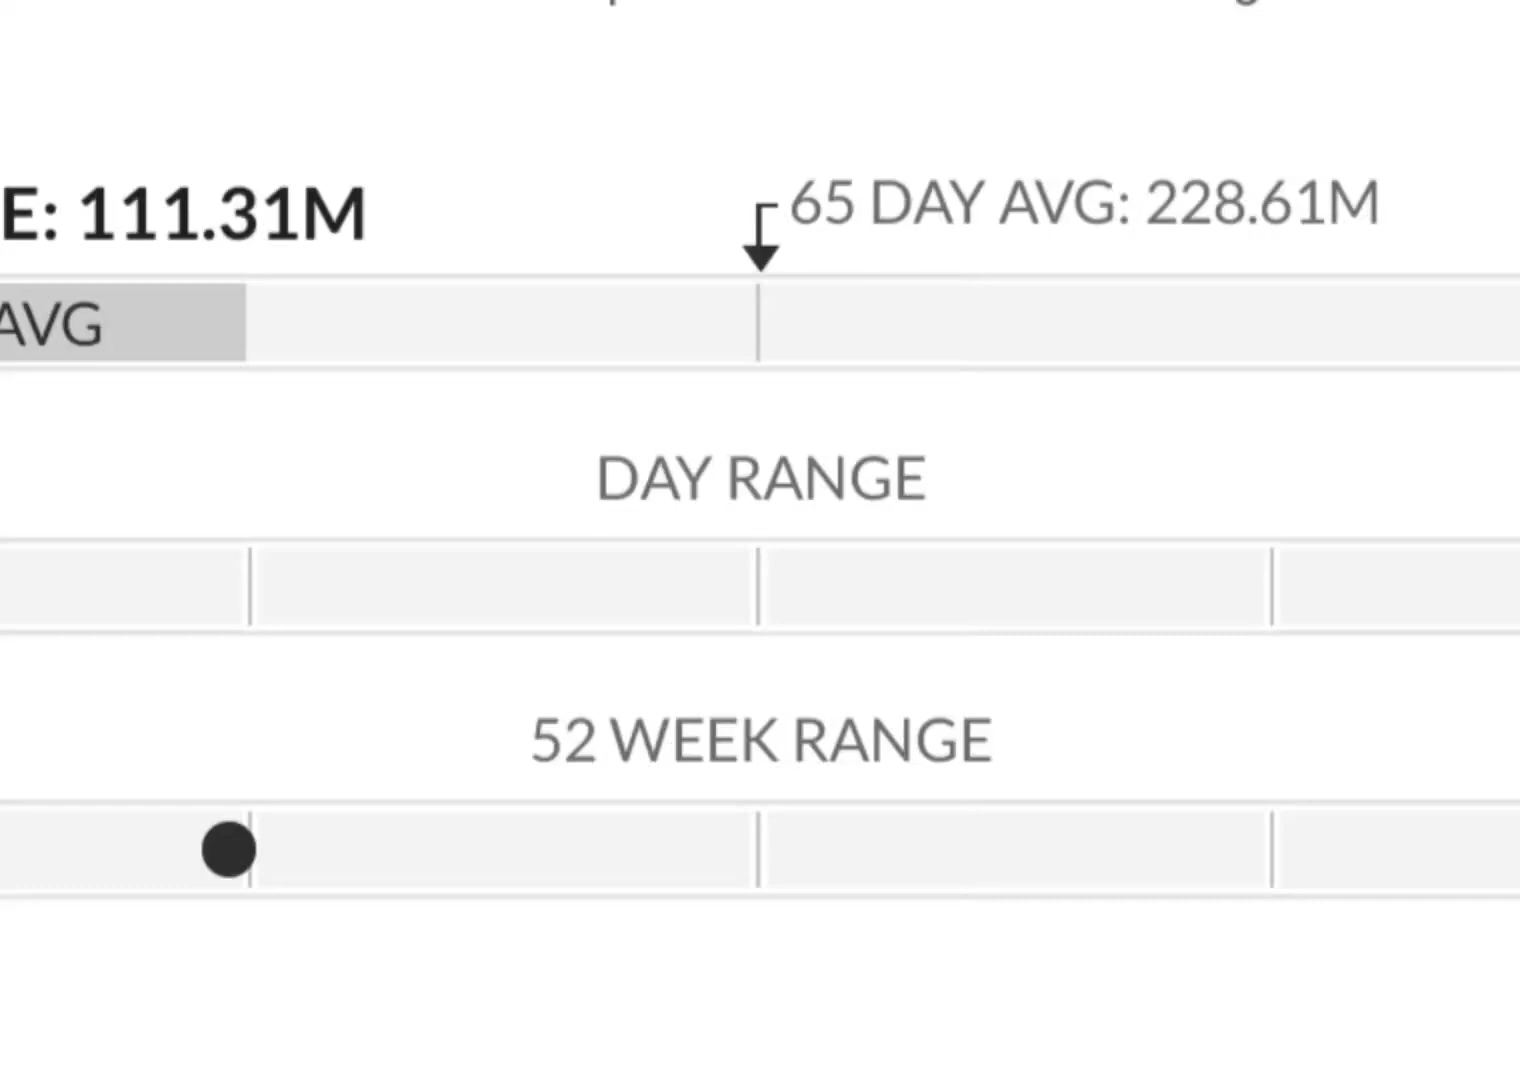 E: 111.31M
65 DAY AVG: 228.61M
AVG
DAY RANGE
52 WEEK RANGE